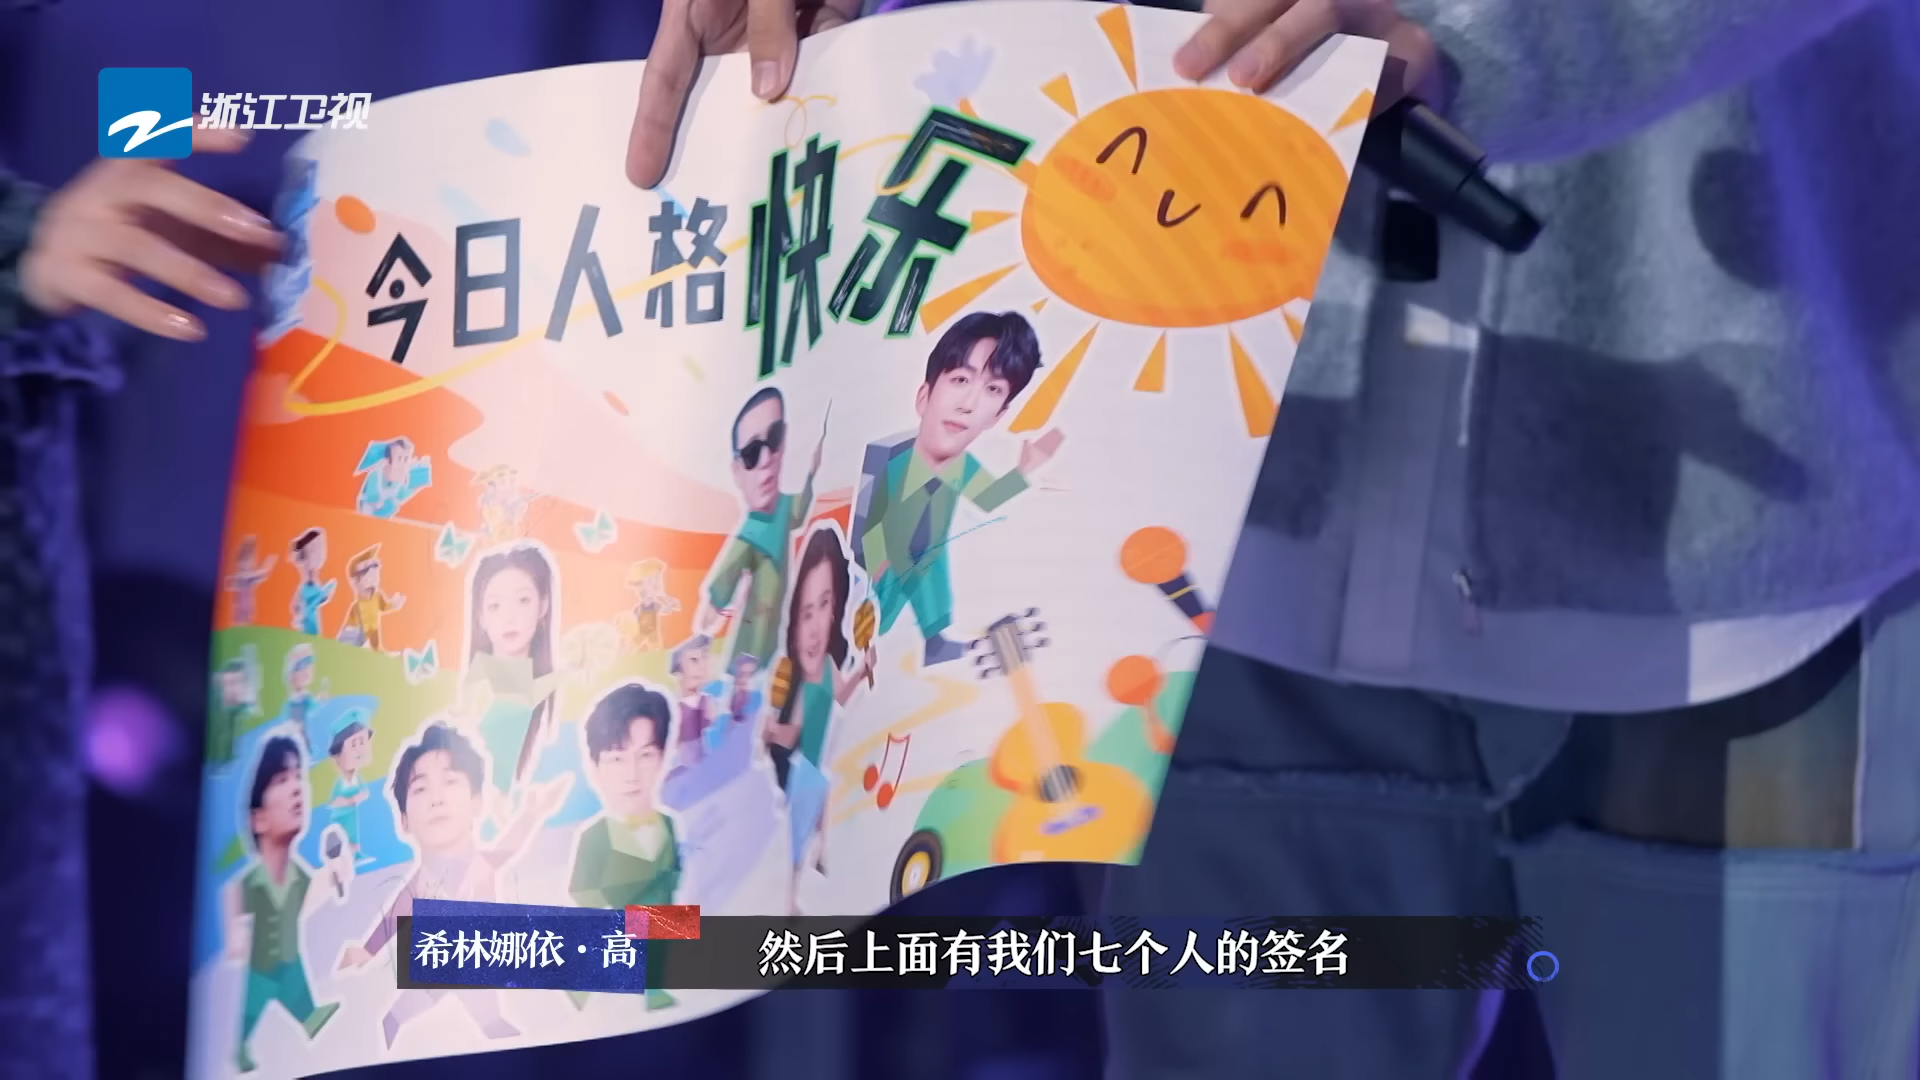 浙江卫视
今日人格快乐
希林娜依·高
然后上面有我们七个人的签名